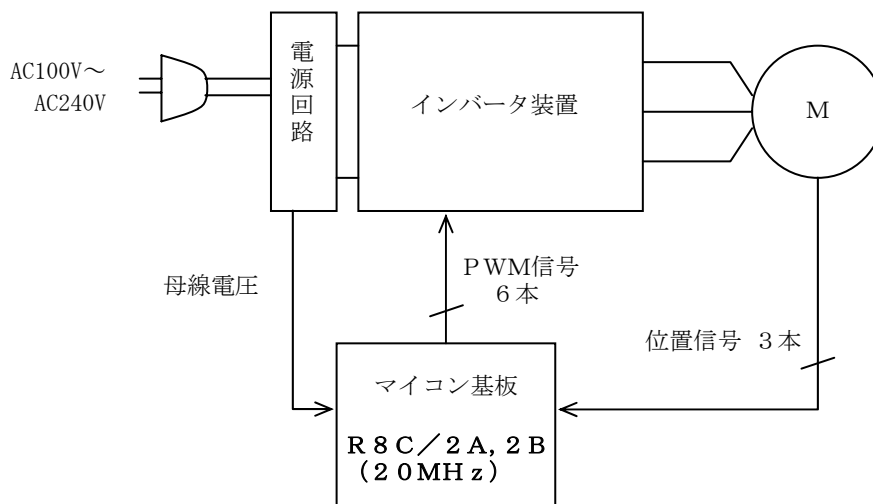 AC100V～
AC240V
電源回路
インバータ装置
M
母線電圧
ＰＷＭ信号
６本
位置信号 ３本
マイコン基板
Ｒ８Ｃ／２Ａ，２Ｂ
（２０ＭＨｚ）